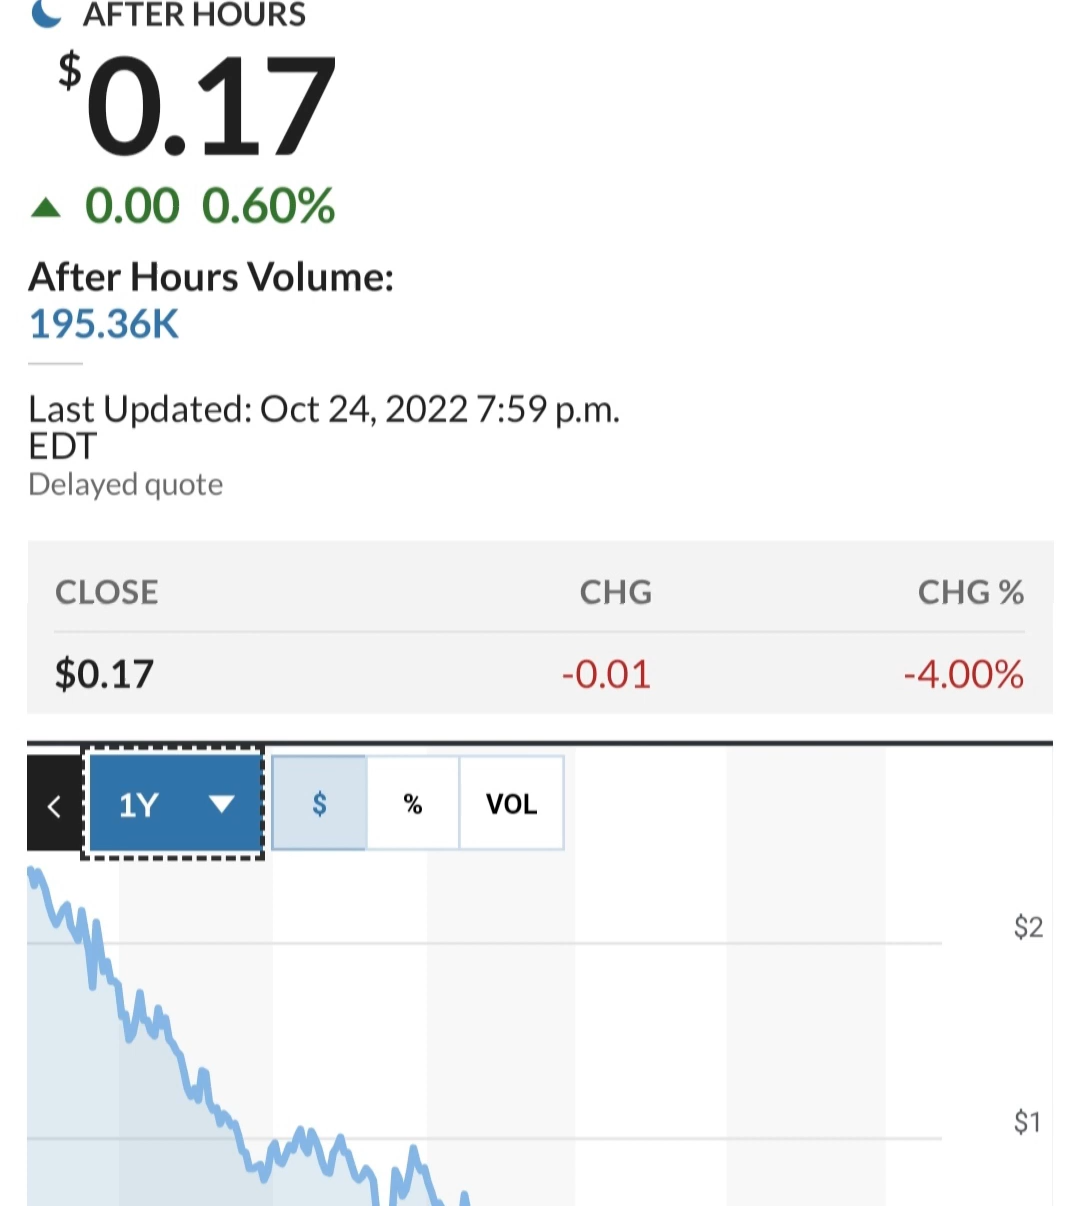 AFTER HOURS
$0.17
0.00 0.60%
After Hours Volume:
195.36K
Last Updated: Oct 24, 2022 7:59 p.m.
EDT
Delayed quote
CLOSE CHG CHG %
$0.17 -0.01 -4.00%
< 1Y $ % VOL
$2
$1